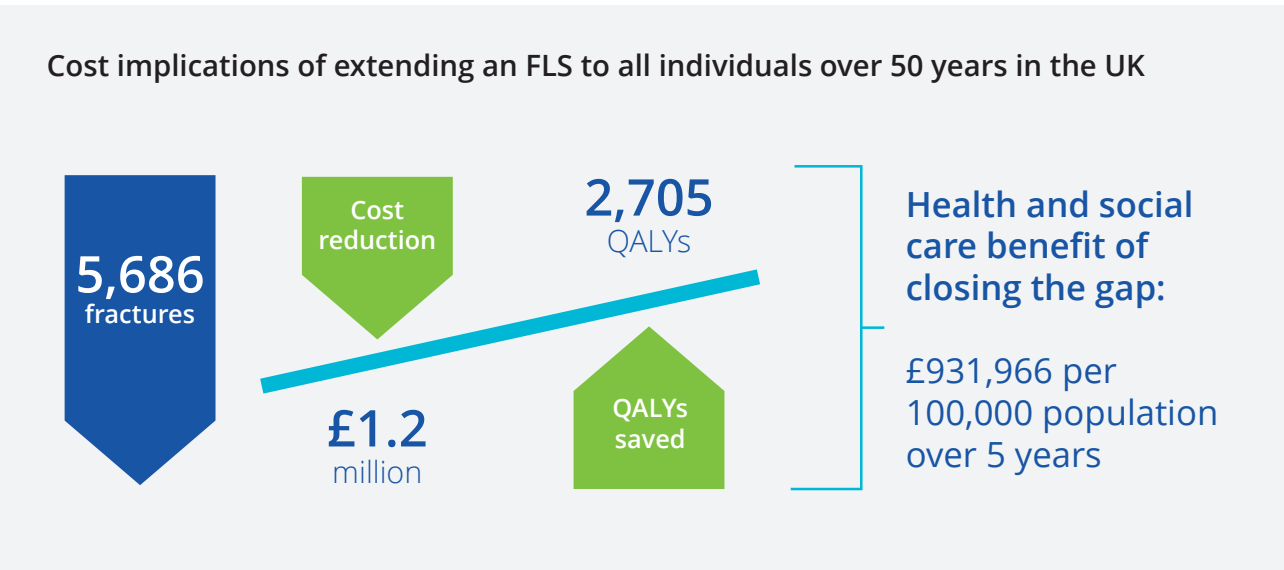 Cost implications of extending an FLS to all individuals over 50 years in the UK
5,686
fractures
Cost
reduction
£1.2
million
2,705
QALYs
QALYs
saved
Health and social
care benefit of
closing the gap:
£931,966 per
100,000 population
over 5 years